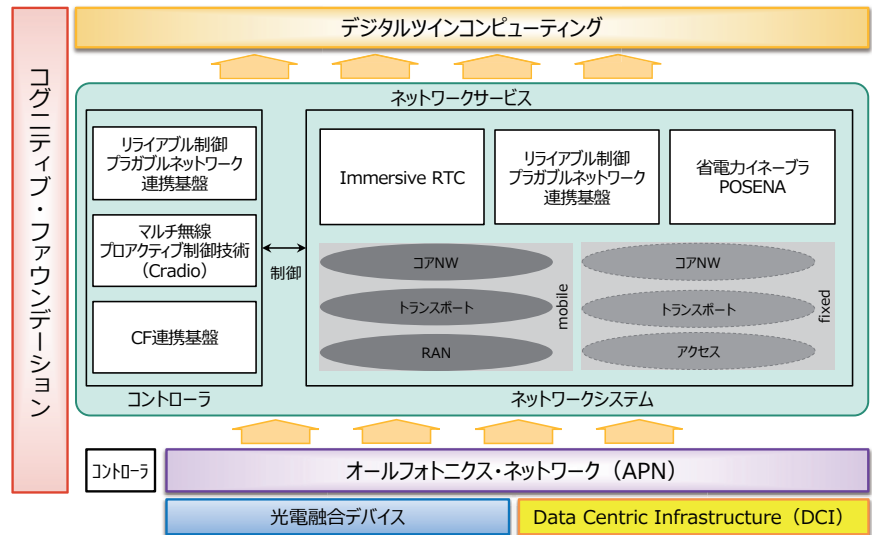 デジタルツインコンピューティング
コグニティブ・ファウンデーション
ネットワークサービス
リライアブル制御
プラガブルネットワーク
連携基盤
マルチ無線
プロアクティブ制御技術
（Cradio）
CF連携基盤
コントローラ
制御
Immersive RTC
リライアブル制御
プラガブルネットワーク
連携基盤
省電力イネーブラ
POSENA
コアNW
トランスポート
RAN
mobile
コアNW
トランスポート
アクセス
fixed
ネットワークシステム
コントローラ
オールフォトニクス・ネットワーク（APN）
光電融合デバイス
Data Centric Infrastructure（DCI）